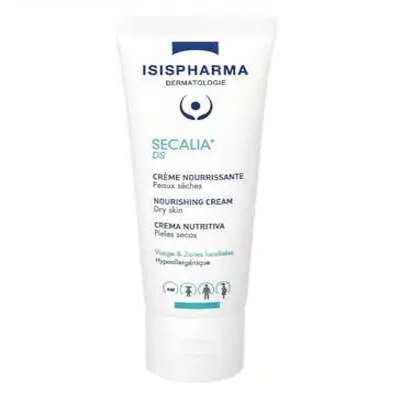 ISISPHARMA
DERMATOLOGIE
SECALIA*
DS
CRÈME NOURRISSANTE
Peaux sèches
NOURISHING CREAM
Dry skin
CREMA NUTRITIVA
Pieles secas
Visage & Zones localisées
Hypoallergénique